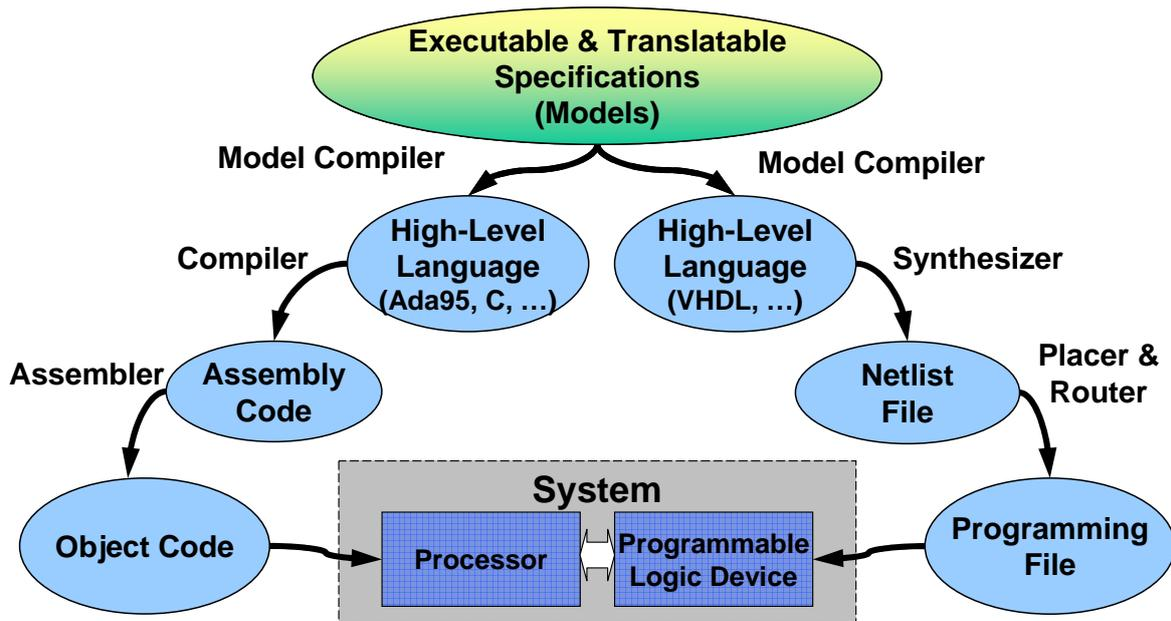 Executable & Translatable
Specifications
(Models)
Model Compiler
Model Compiler
High-Level
Language
(Ada95, C, …)
High-Level
Language
(VHDL, …)
Compiler
Synthesizer
Assembler
Assembly
Code
Netlist
File
Placer &
Router
System
Object Code
Processor
Programmable
Logic Device
Programming
File